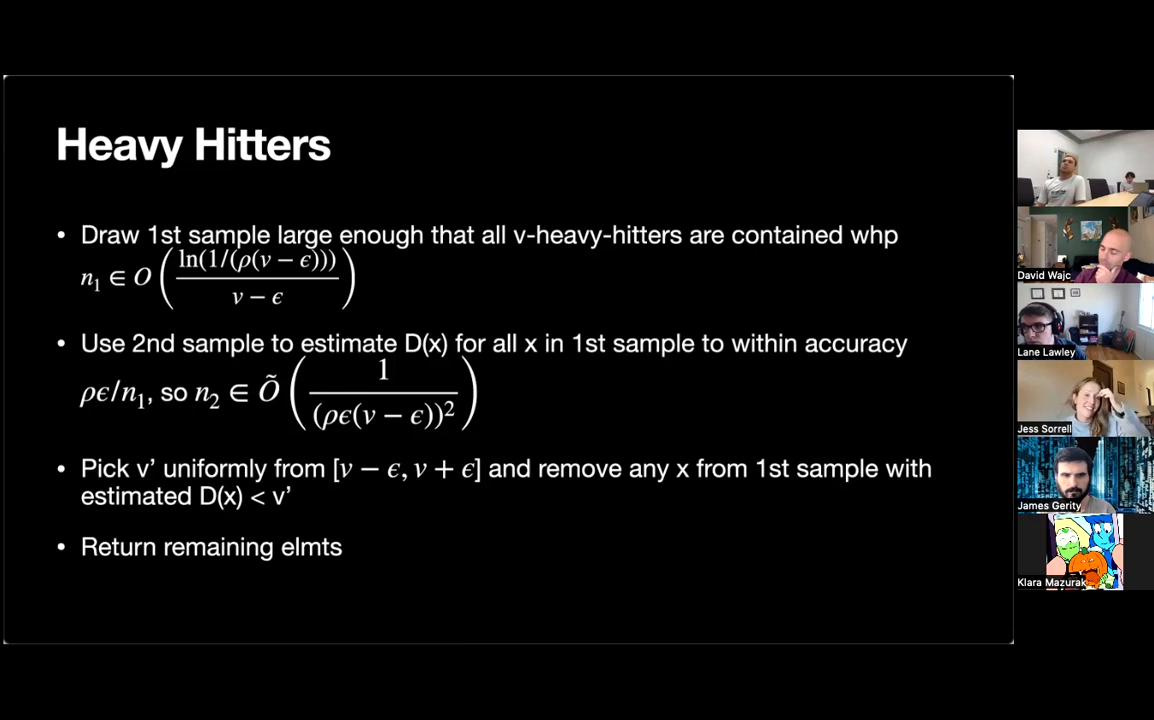 Heavy Hitters
• Draw 1st sample large enough that all v-heavy-hitters are contained whp
n₁ ∈ O ( ln(1/(ρ(v − ϵ))) / (v − ϵ) )
• Use 2nd sample to estimate D(x) for all x in 1st sample to within accuracy
ρϵ/n₁, so n₂ ∈ Õ ( 1 / (ρϵ(v − ϵ))² )
• Pick v’ uniformly from [v − ϵ, v + ϵ] and remove any x from 1st sample with
estimated D(x) < v’
• Return remaining elmts
David Wajc
Lane Lawley
Jess Sorrell
James Gerity
Klara Mazurak